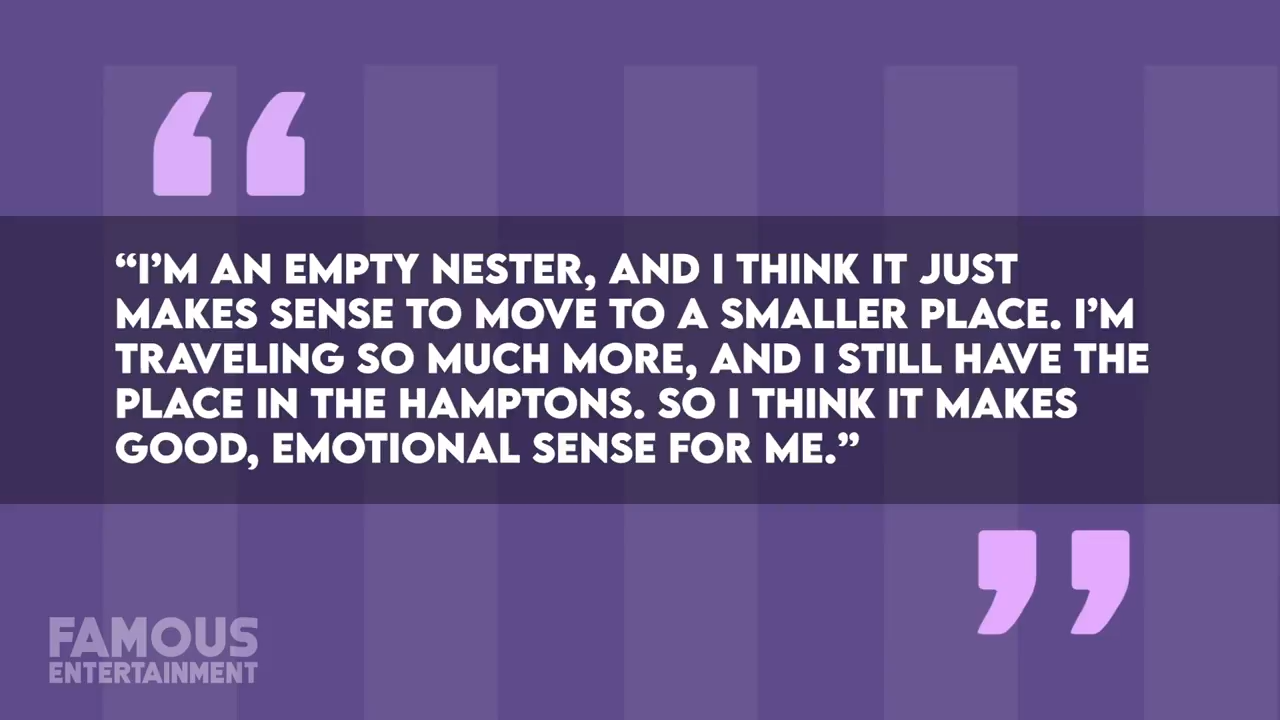 “I’M AN EMPTY NESTER, AND I THINK IT JUST
MAKES SENSE TO MOVE TO A SMALLER PLACE. I’M
TRAVELING SO MUCH MORE, AND I STILL HAVE THE
PLACE IN THE HAMPTONS. SO I THINK IT MAKES
GOOD, EMOTIONAL SENSE FOR ME.”
FAMOUS
ENTERTAINMENT